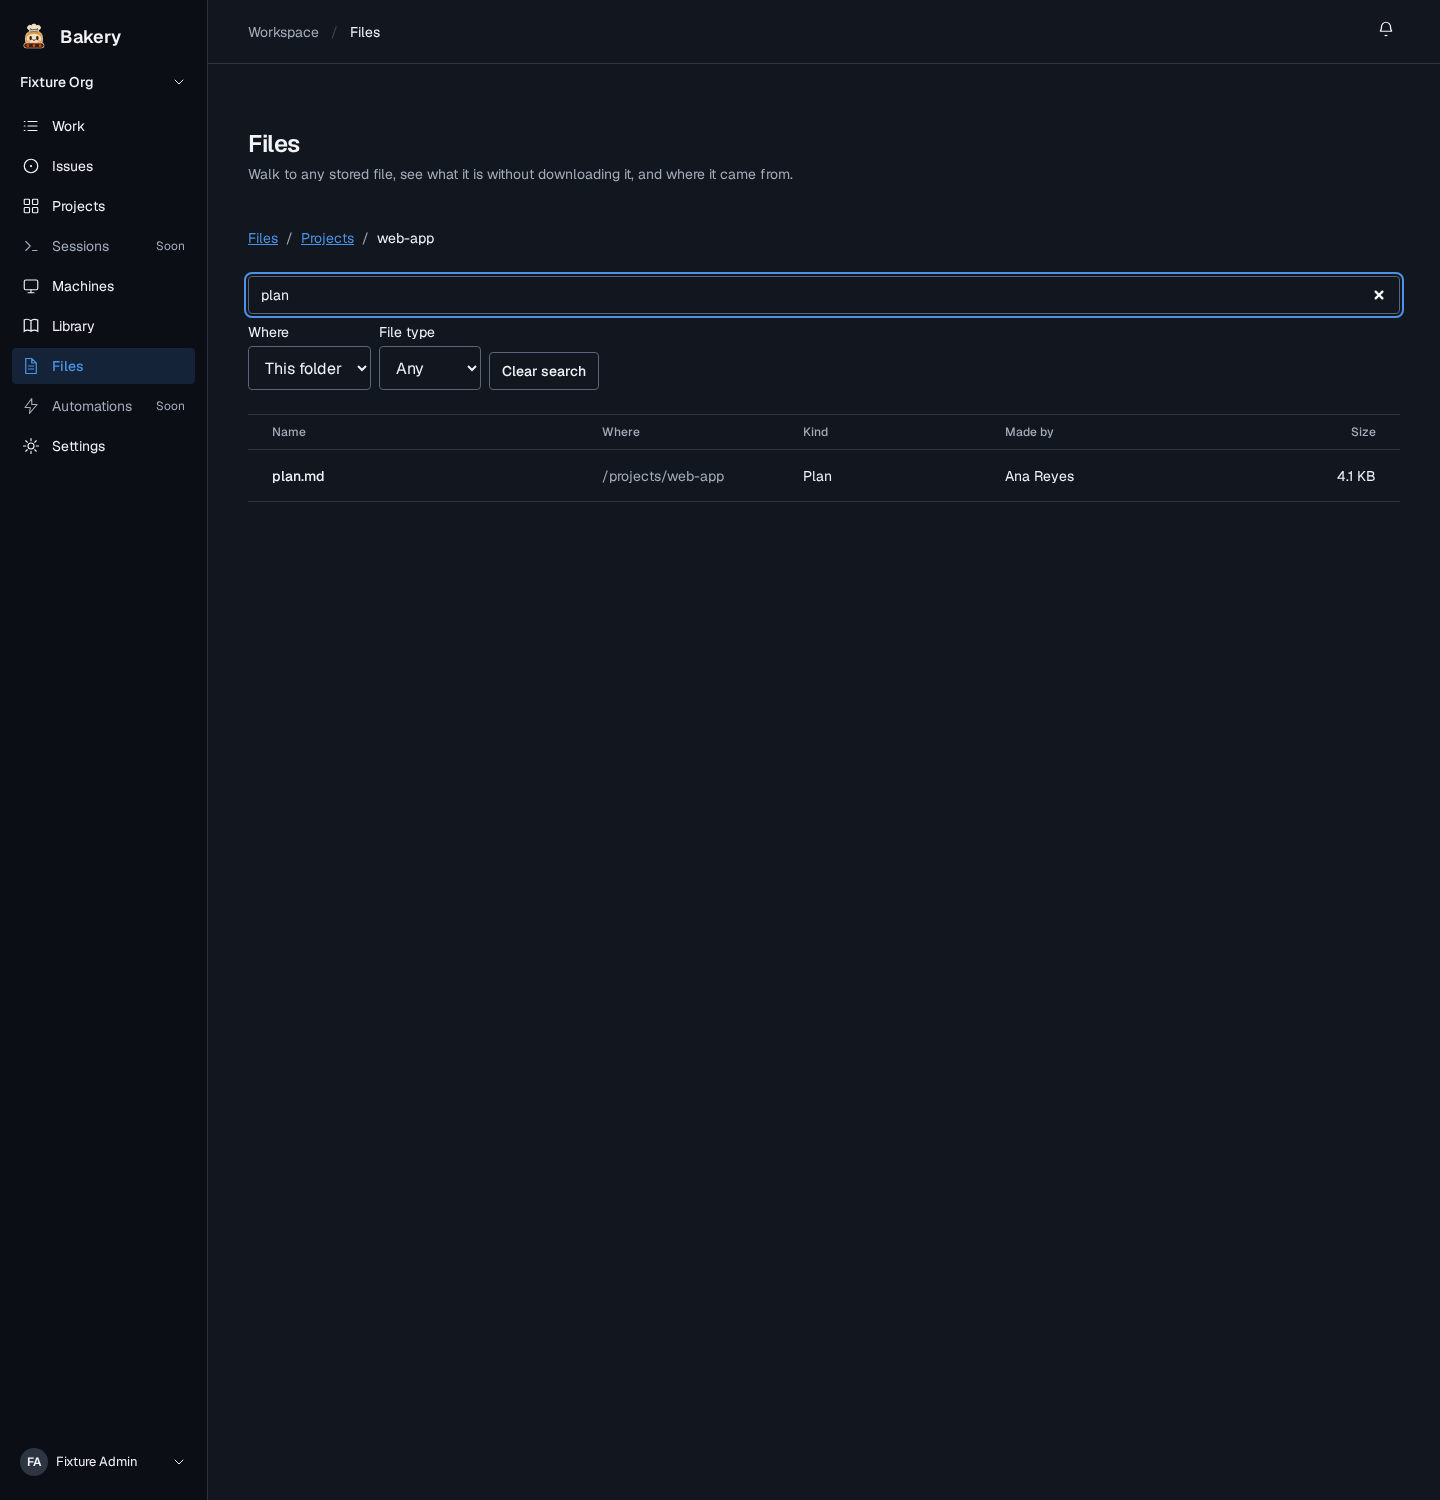 Bakery
Fixture Org
Work
Issues
Projects
Sessions Soon
Machines
Library
Files
Automations Soon
Settings
FA Fixture Admin
Workspace / Files
Files
Walk to any stored file, see what it is without downloading it, and where it came from.
Files / Projects / web-app
plan
Where File type
This folder Any Clear search
Name Where Kind Made by Size
plan.md /projects/web-app Plan Ana Reyes 4.1 KB